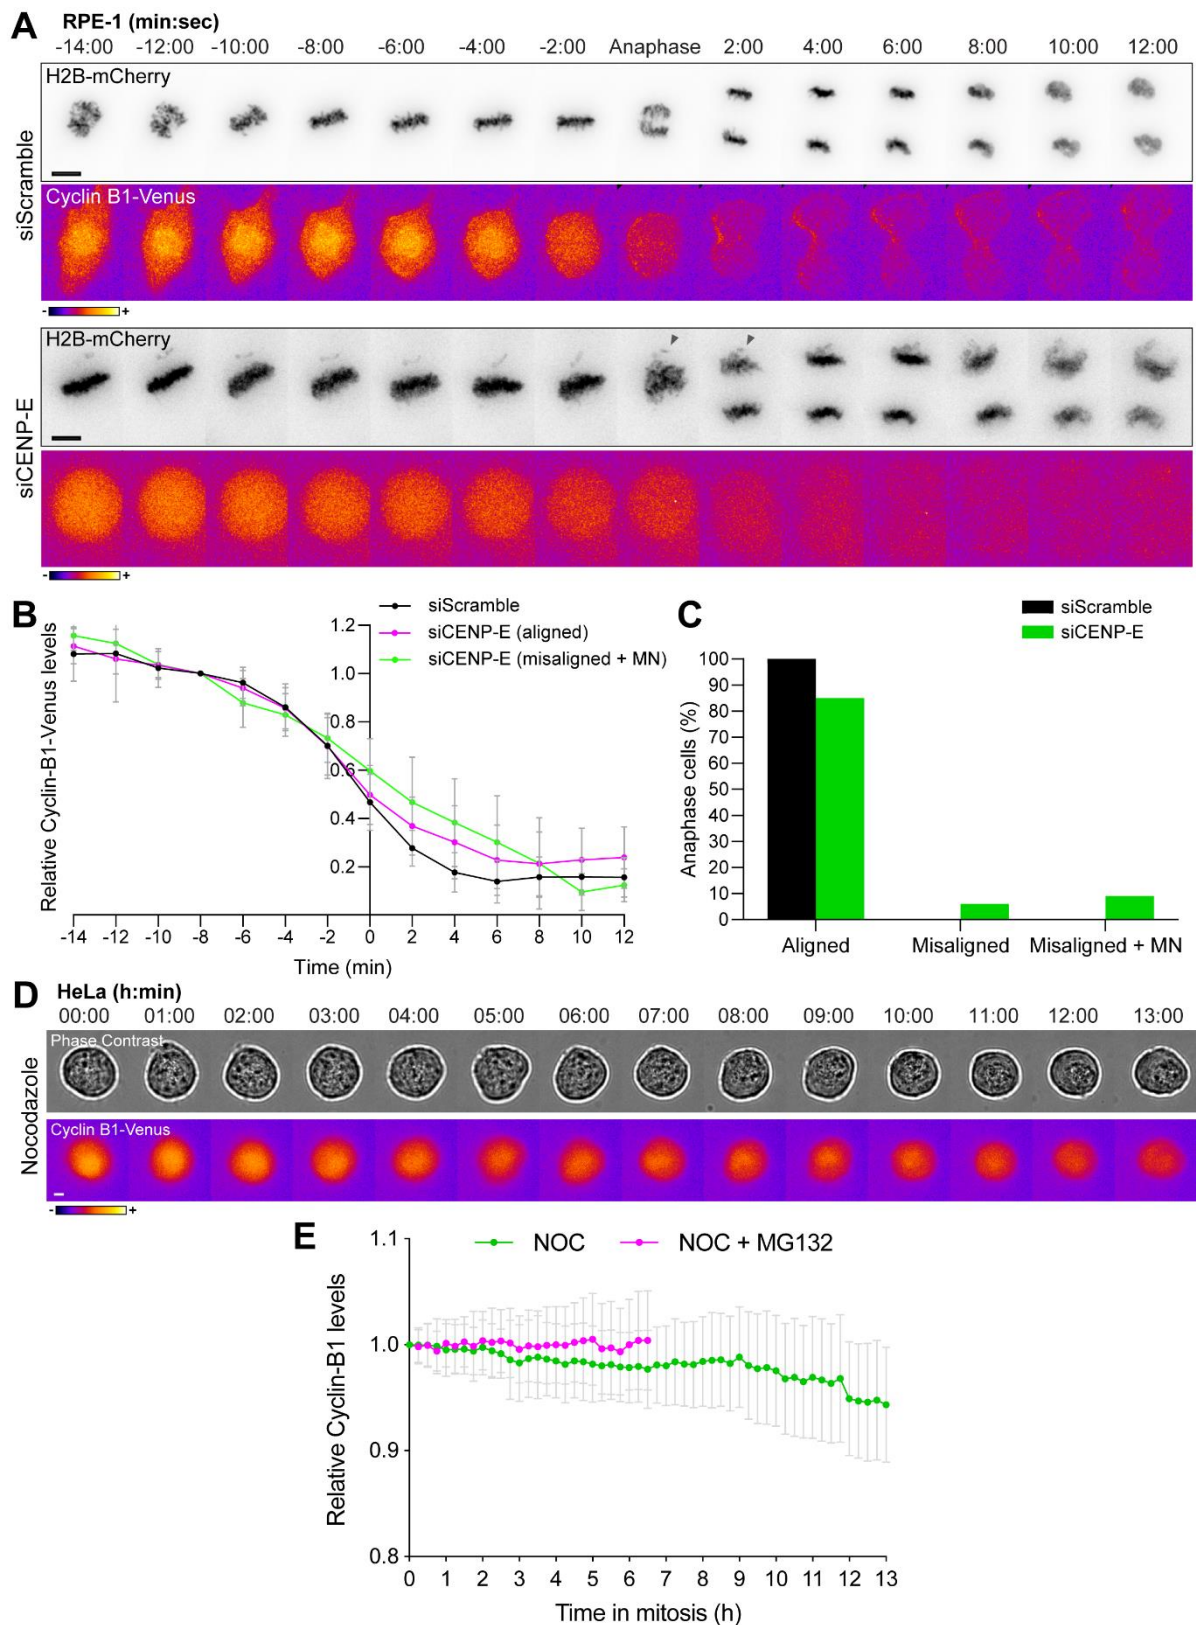 A RPE-1 (min:sec)
-14:00 -12:00 -10:00 -8:00 -6:00 -4:00 -2:00 Anaphase 2:00 4:00 6:00 8:00 10:00 12:00
siScramble
H2B-mCherry
Cyclin B1-Venus
- +
siCENP-E
H2B-mCherry
- +
B
siScramble
siCENP-E (aligned)
siCENP-E (misaligned + MN)
Relative Cyclin-B1-Venus levels
1.2
1.0
0.8
0.6
0.4
0.2
-14 -12 -10 -8 -6 -4 -2 0 2 4 6 8 10 12
Time (min)
C
siScramble
siCENP-E
Anaphase cells (%)
100
90
80
70
60
50
40
30
20
10
0
Aligned Misaligned Misaligned + MN
D HeLa (h:min)
00:00 01:00 02:00 03:00 04:00 05:00 06:00 07:00 08:00 09:00 10:00 11:00 12:00 13:00
Nocodazole
Phase Contrast
Cyclin B1-Venus
- +
E
NOC NOC + MG132
Relative Cyclin-B1 levels
1.1
1.0
0.9
0.8
0 1 2 3 4 5 6 7 8 9 10 11 12 13
Time in mitosis (h)